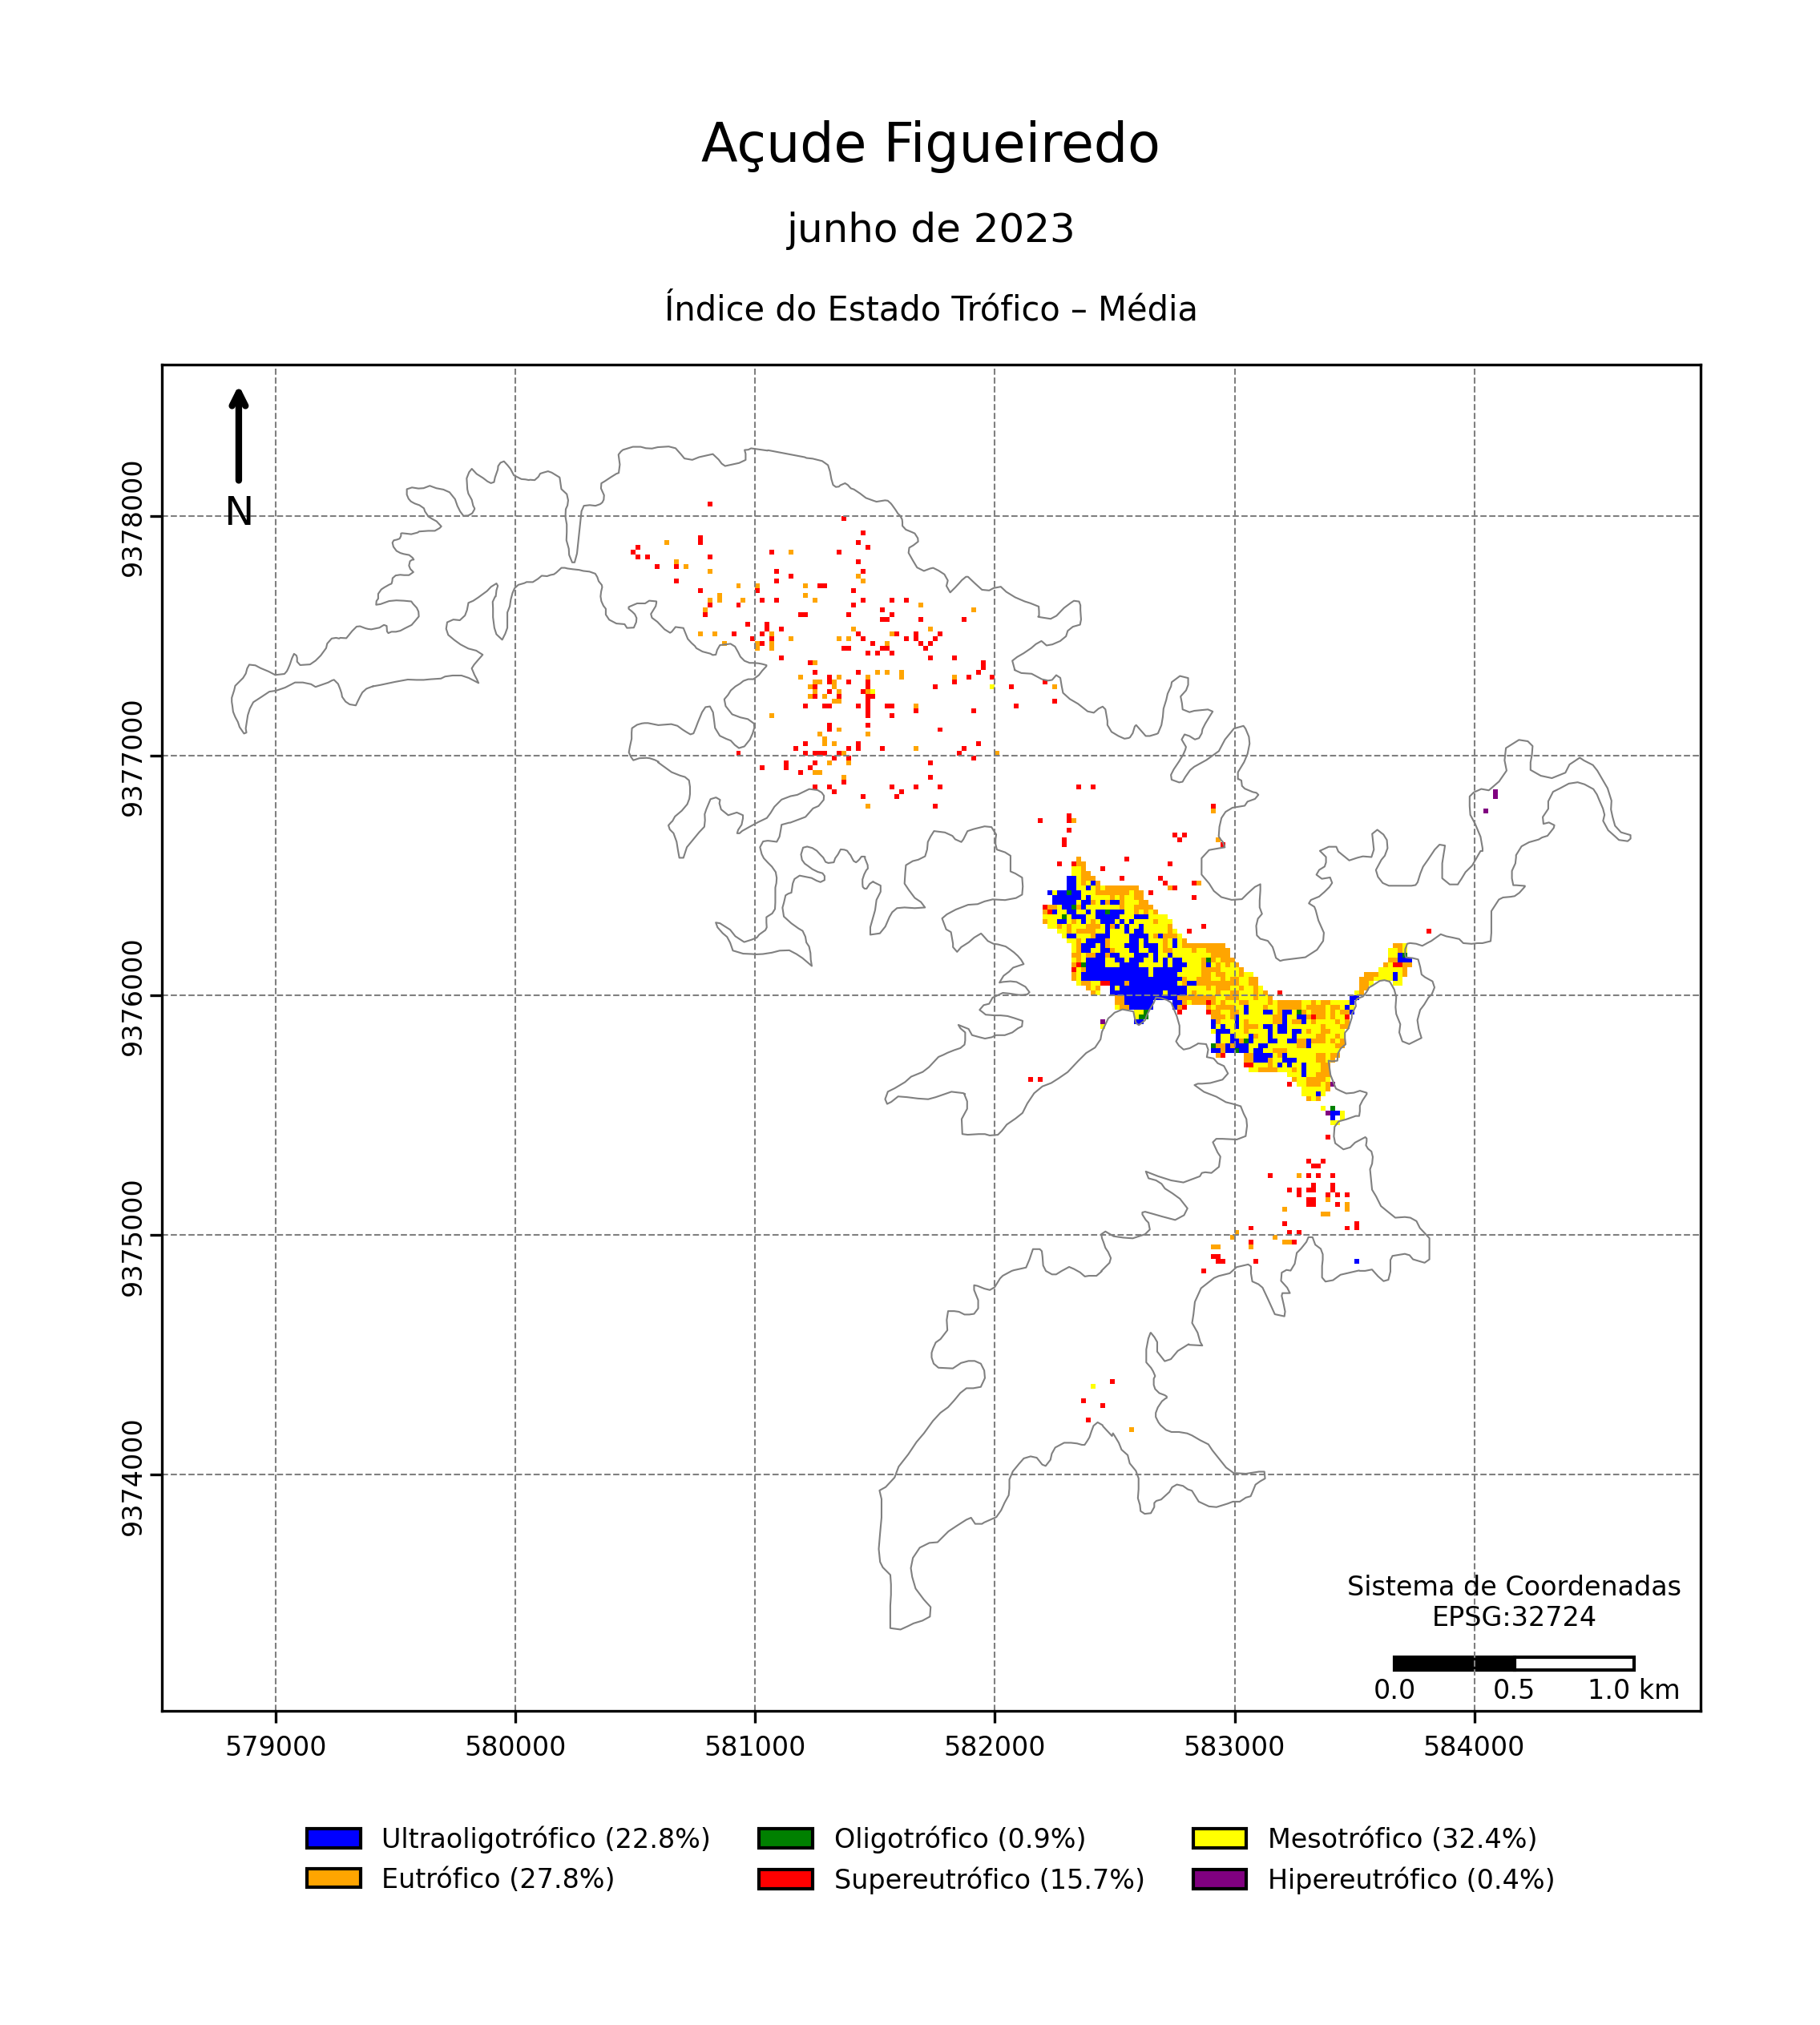 Açude Figueiredo
junho de 2023
Índice do Estado Trófico – Média
N
9378000
9377000
9376000
9375000
9374000
Sistema de Coordenadas
EPSG:32724
0.0 0.5 1.0 km
579000 580000 581000 582000 583000 584000
Ultraoligotrófico (22.8%) Oligotrófico (0.9%) Mesotrófico (32.4%)
Eutrófico (27.8%) Supereutrófico (15.7%) Hipereutrófico (0.4%)